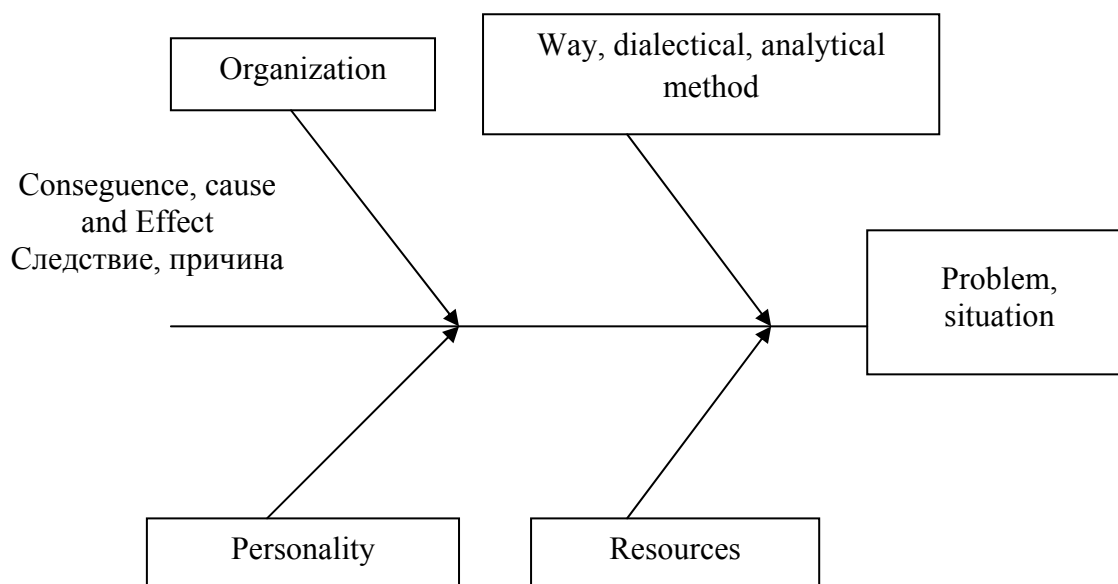 Organization
Way, dialectical, analytical
method
Conseguence, cause
and Effect
Следствие, причина
Problem,
situation
Personality
Resources